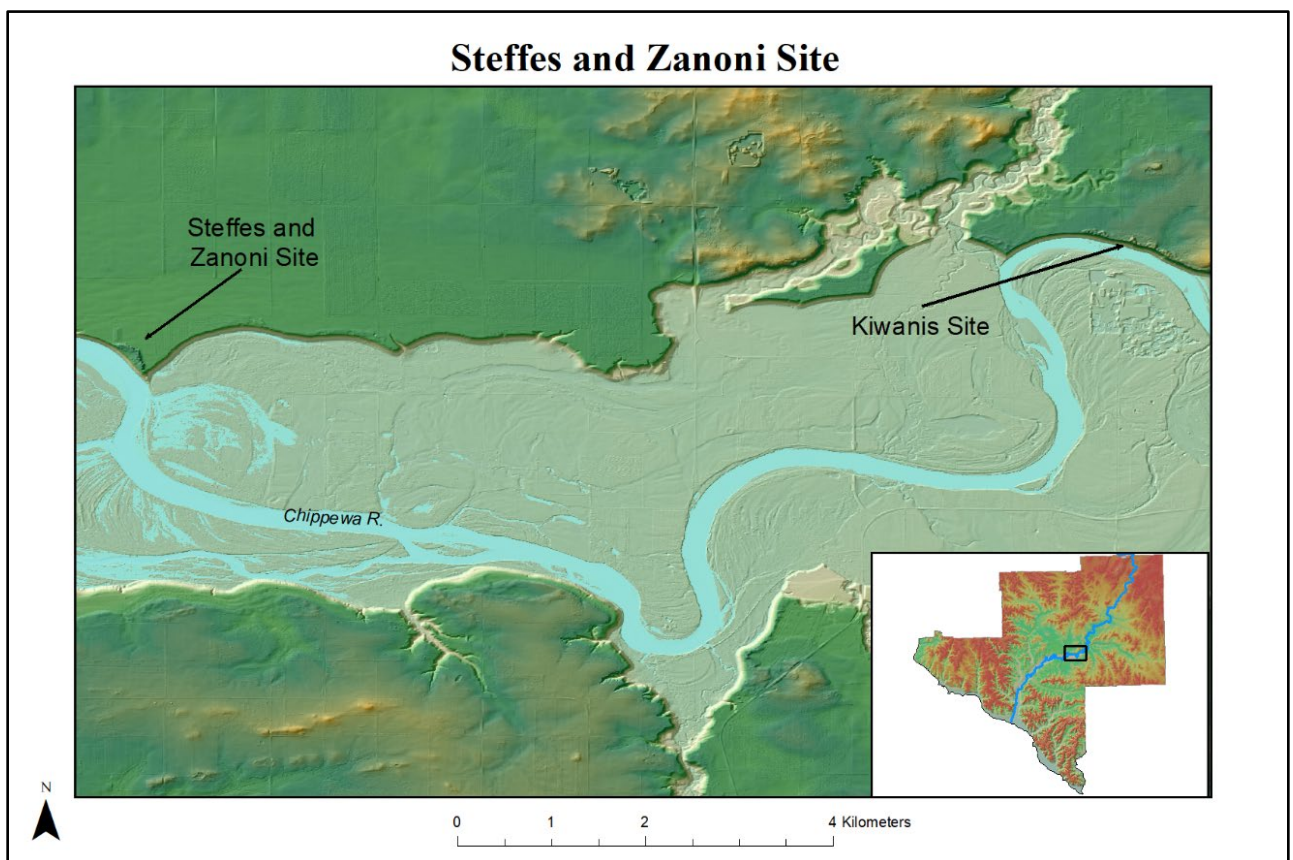 Steffes and Zanoni Site
Steffes and
Zanoni Site
Kiwanis Site
Chippewa R.
N
0 1 2 4 Kilometers